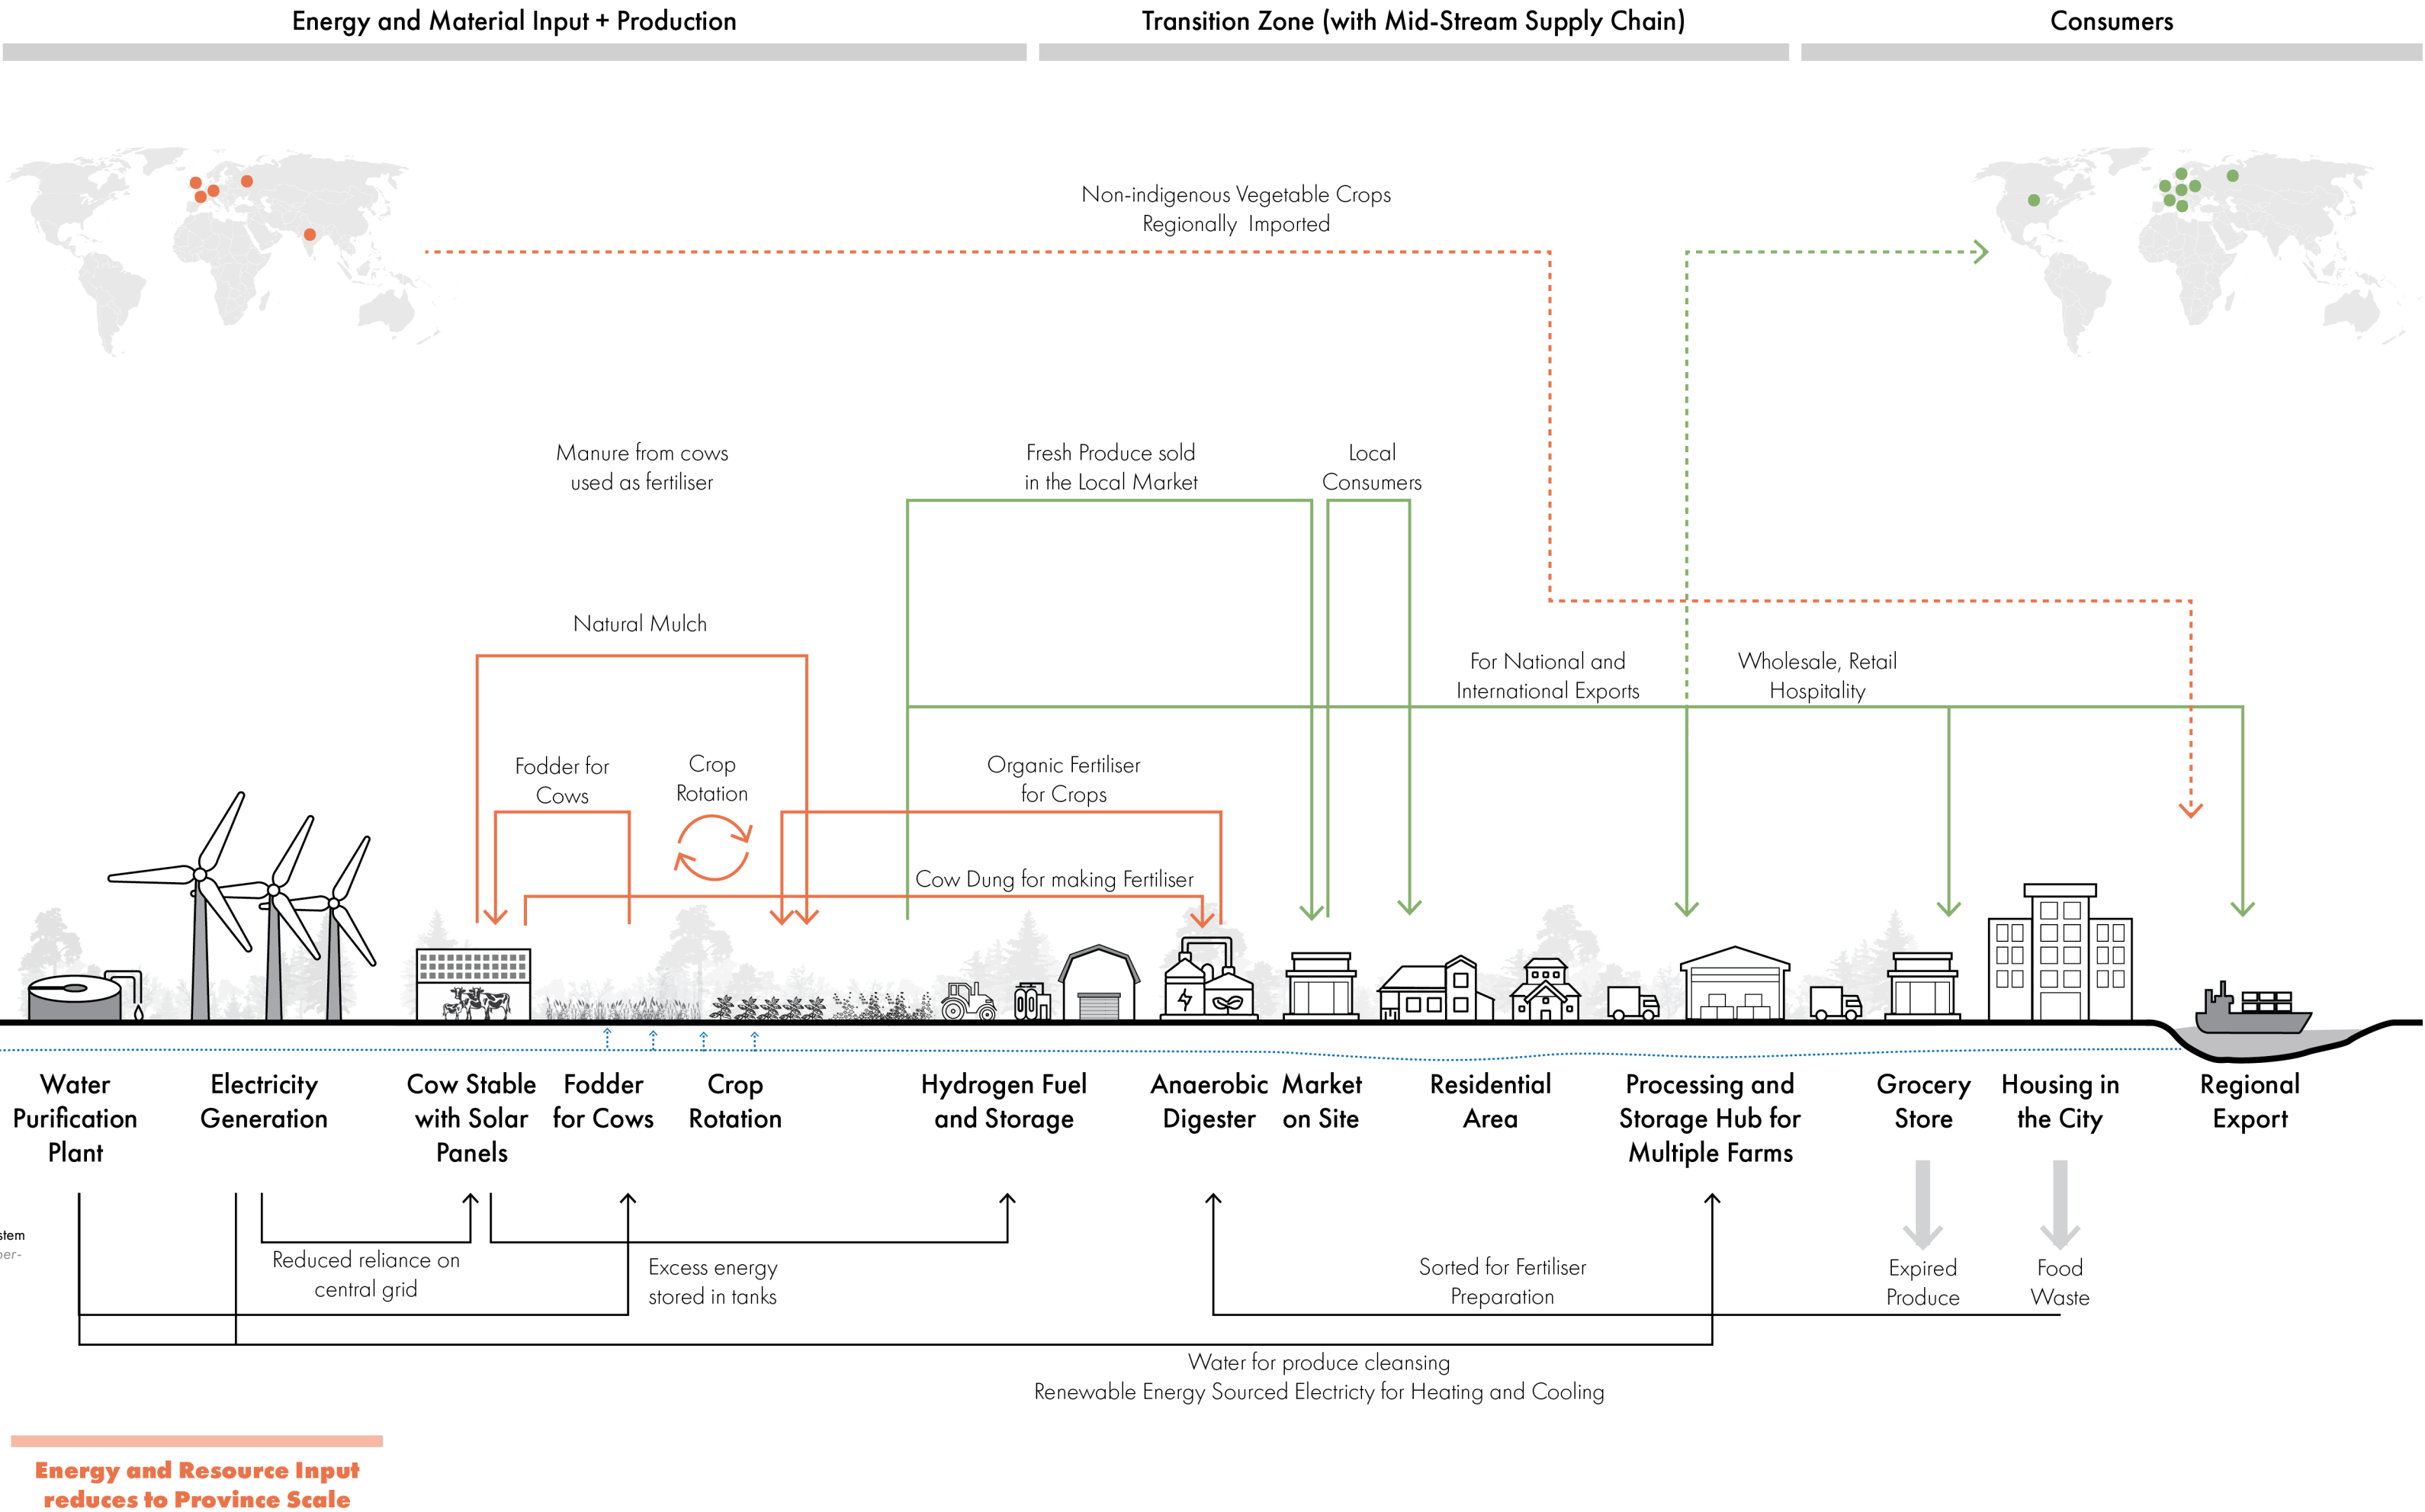 Energy and Material Input + Production
Transition Zone (with Mid-Stream Supply Chain)
Consumers
Non-indigenous Vegetable Crops
Regionally Imported
Manure from cows
used as fertiliser
Fresh Produce sold
in the Local Market
Local
Consumers
Natural Mulch
For National and
International Exports
Wholesale, Retail
Hospitality
Fodder for
Cows
Crop
Rotation
Organic Fertiliser
for Crops
Cow Dung for making Fertiliser
Water
Purification
Plant
Electricity
Generation
Cow Stable
with Solar
Panels
Fodder
for Cows
Crop
Rotation
Hydrogen Fuel
and Storage
Anaerobic
Digester
Market
on Site
Residential
Area
Processing and
Storage Hub for
Multiple Farms
Grocery
Store
Housing in
the City
Regional
Export
stem
per-
Reduced reliance on
central grid
Excess energy
stored in tanks
Sorted for Fertiliser
Preparation
Expired
Produce
Food
Waste
Water for produce cleansing
Renewable Energy Sourced Electricty for Heating and Cooling
Energy and Resource Input
reduces to Province Scale